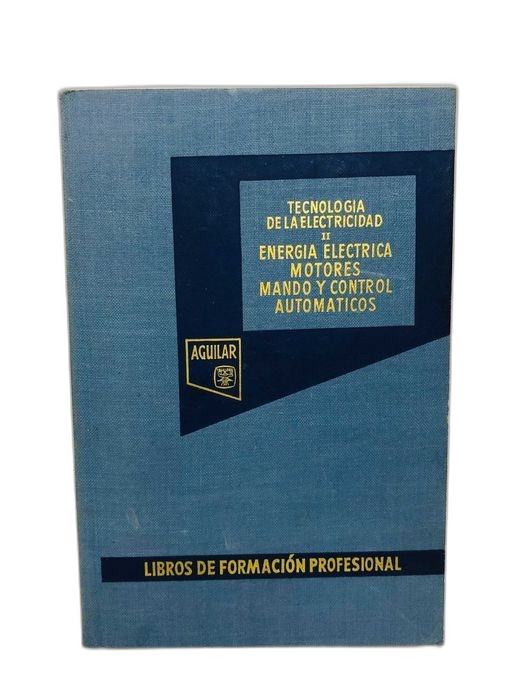 TECNOLOGIA
DE LA ELECTRICIDAD
II
ENERGIA ELECTRICA
MOTORES
MANDO Y CONTROL
AUTOMATICOS
AGUILAR
LIBROS DE FORMACIÓN PROFESIONAL